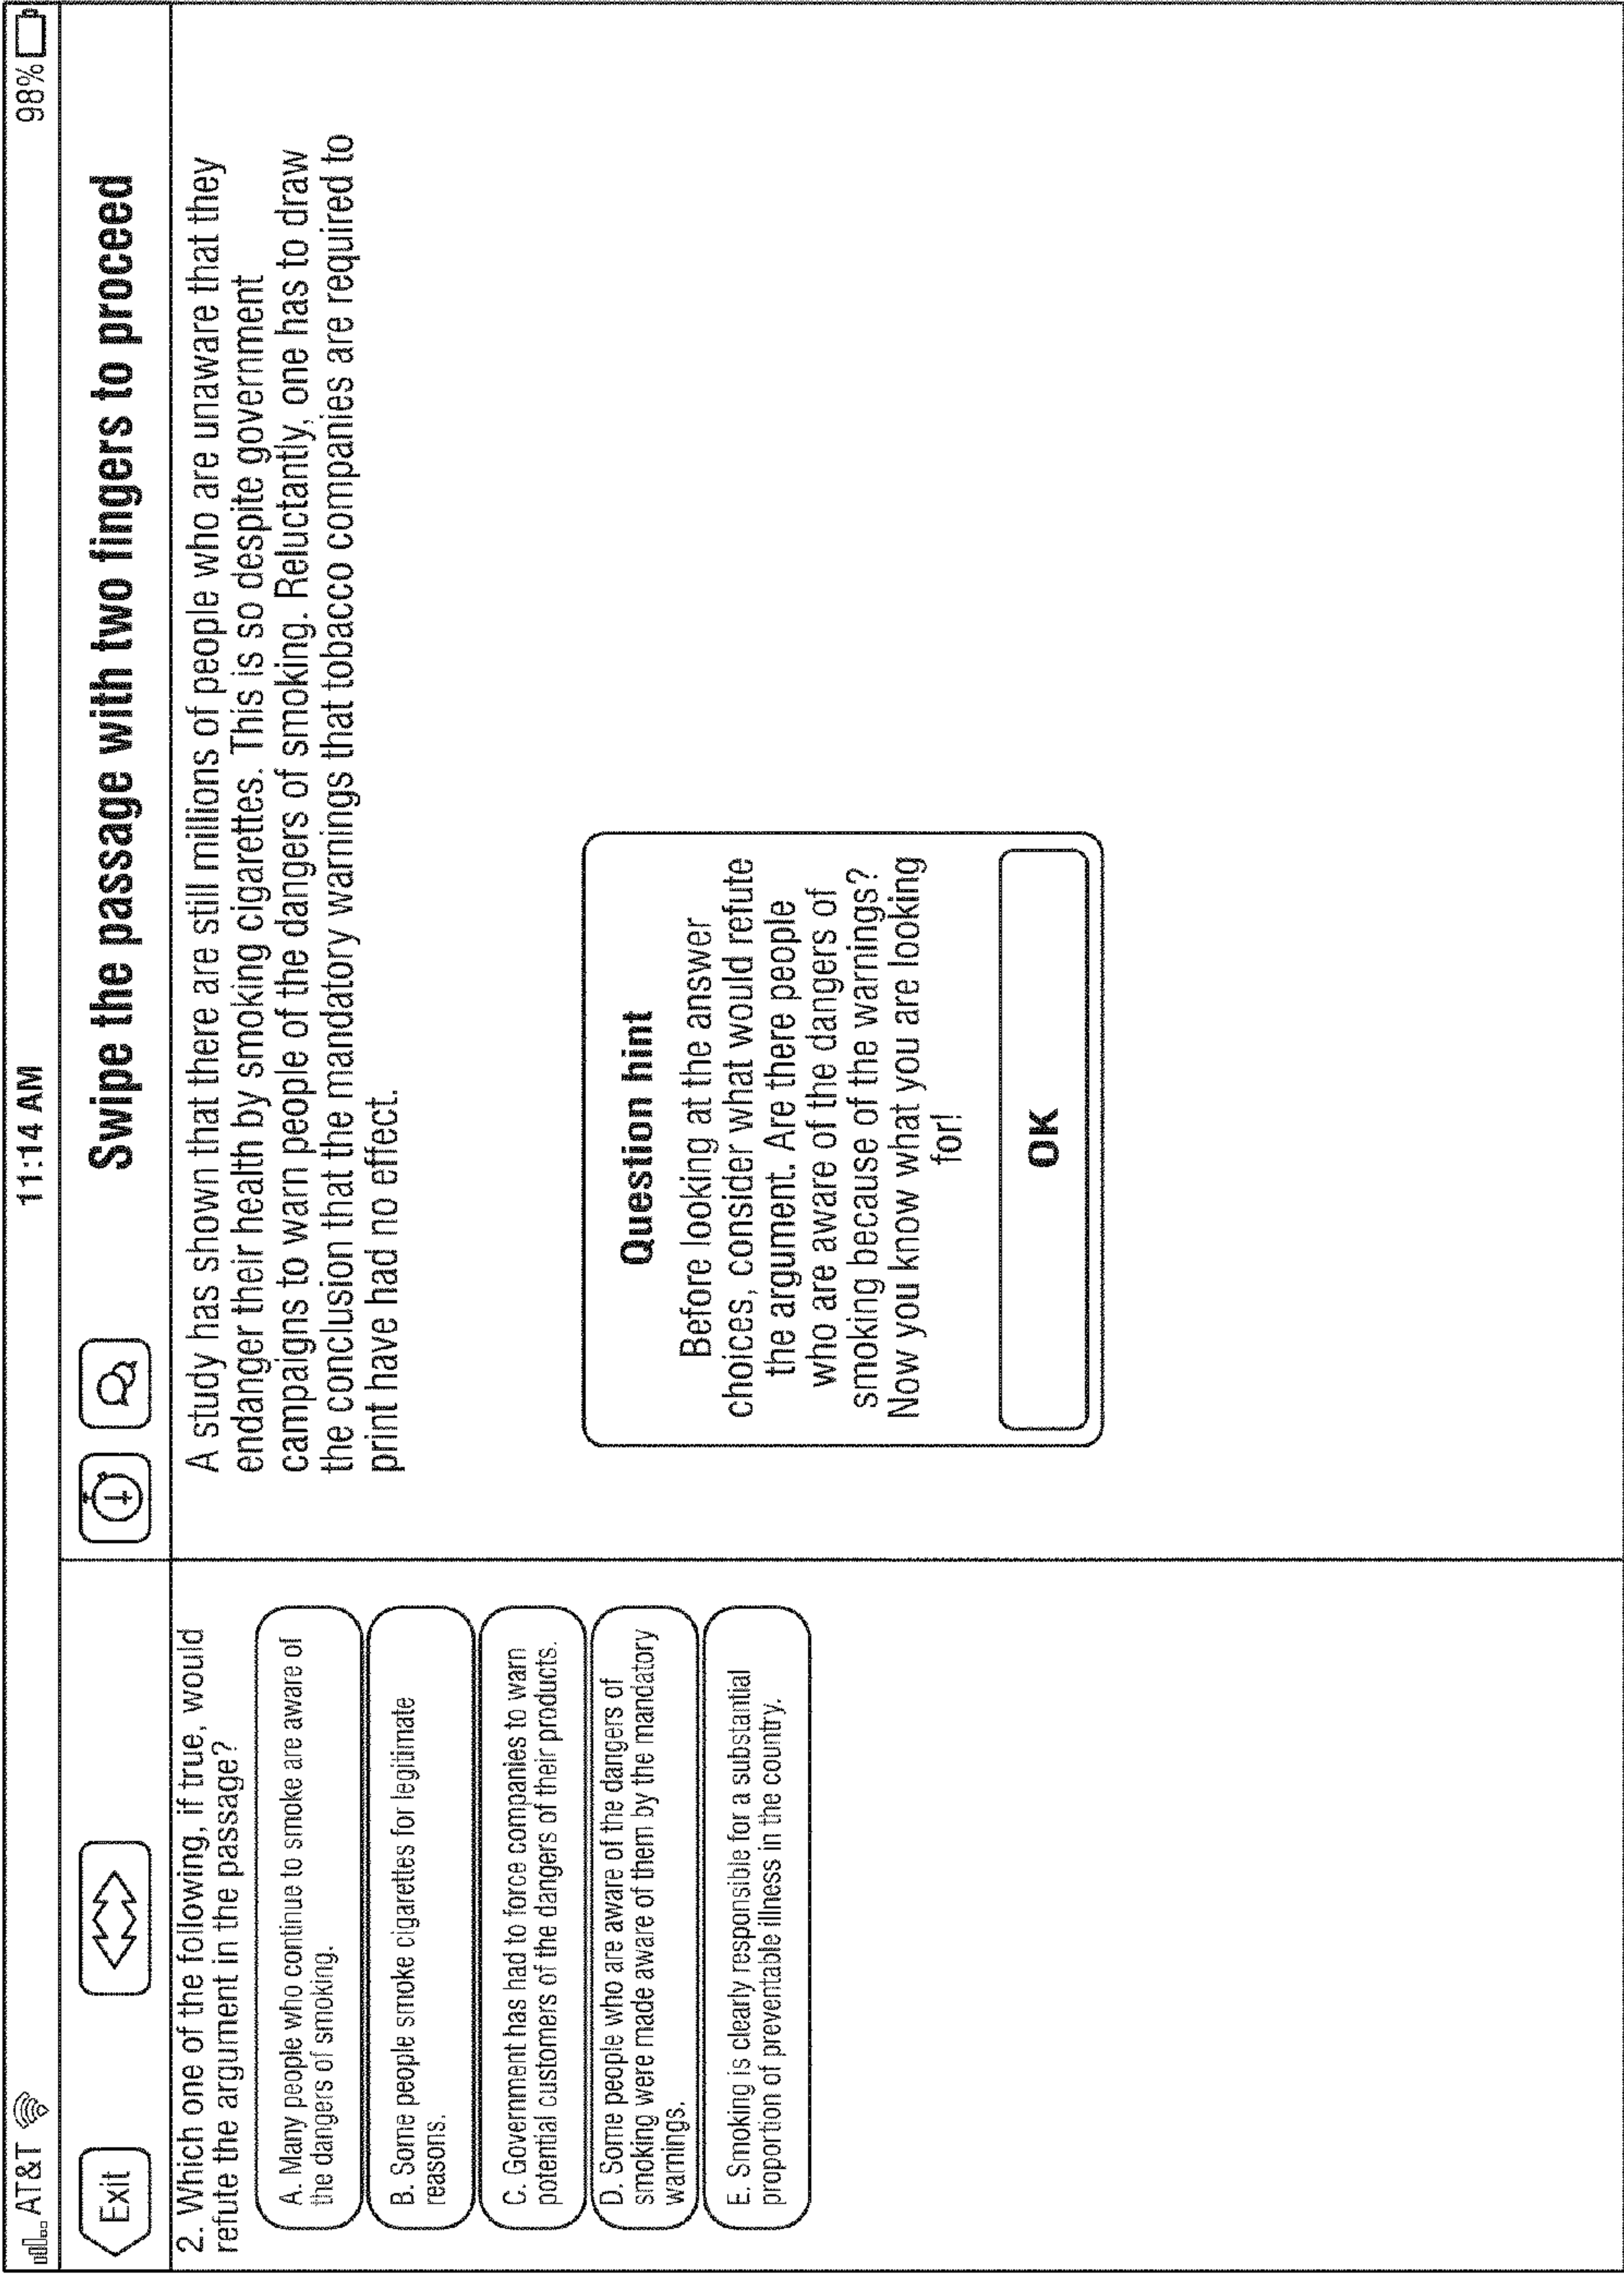 AT&T
11:14 AM
98%
Exit
Swipe the passage with two fingers to proceed
2. Which one of the following, if true, would
refute the argument in the passage?
A. Many people who continue to smoke are aware of
the dangers of smoking.
B. Some people smoke cigarettes for legitimate
reasons.
C. Government has had to force companies to warn
potential customers of the dangers of their products.
D. Some people who are aware of the dangers of
smoking were made aware of them by the mandatory
warnings.
E. Smoking is clearly responsible for a substantial
proportion of preventable illness in the country.
A study has shown that there are still millions of people who are unaware that they
endanger their health by smoking cigarettes. This is so despite government
campaigns to warn people of the dangers of smoking. Reluctantly, one has to draw
the conclusion that the mandatory warnings that tobacco companies are required to
print have had no effect.
Question hint
Before looking at the answer
choices, consider what would refute
the argument. Are there people
who are aware of the dangers of
smoking because of the warnings?
Now you know what you are looking
for!
OK